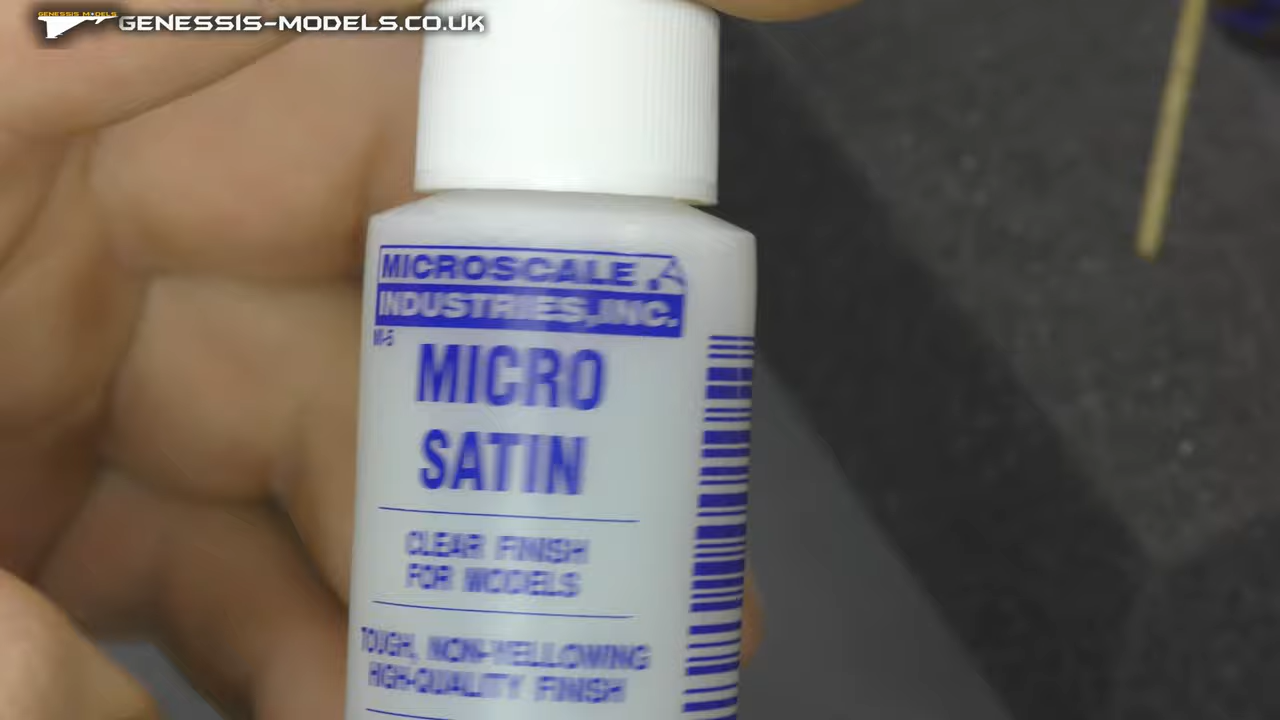 GENESSIS-MODELS.CO.UK
MICROSCALE
INDUSTRIES, INC.
MICRO
SATIN
CLEAR FINISH
FOR MODELS
TOUGH, NON-YELLOWING
HIGH-QUALITY FINISH